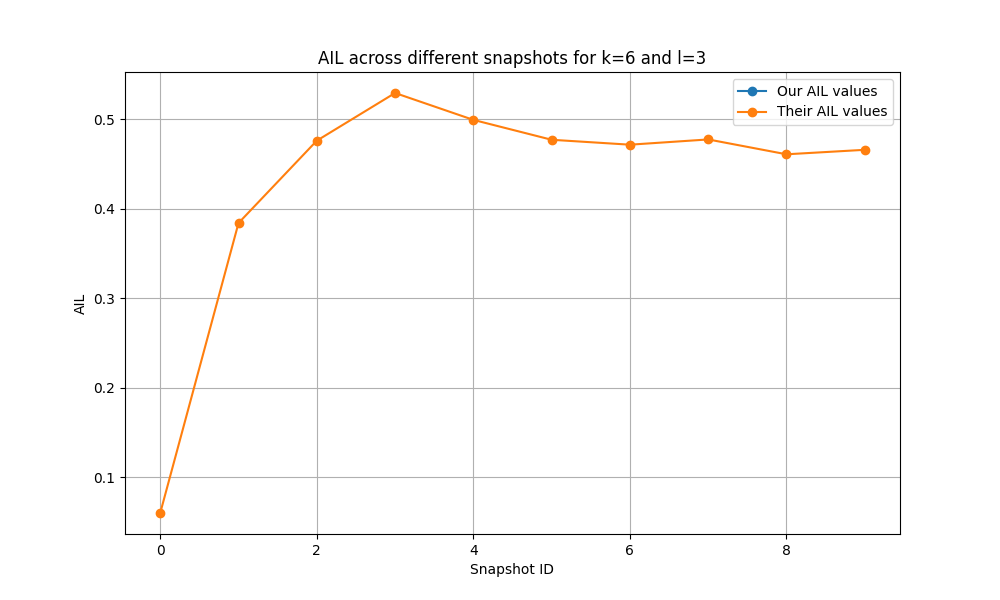 AIL across different snapshots for k=6 and l=3
Our AIL values
Their AIL values
0.5
0.4
0.3
0.2
0.1
AIL
0 2 4 6 8
Snapshot ID